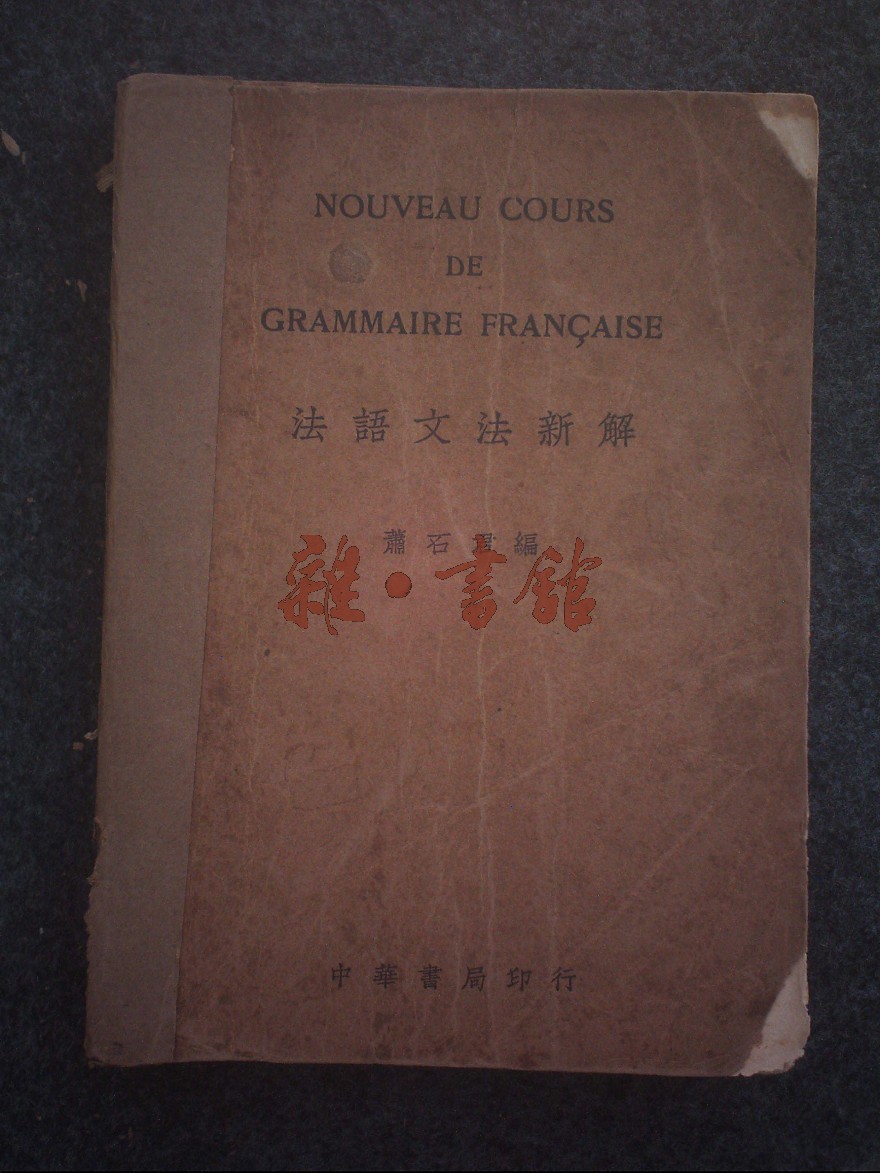 NOUVEAU COURS
DE
GRAMMAIRE FRANÇAISE
法語文法新解
蕭石君編
雜·書館
中華書局印行